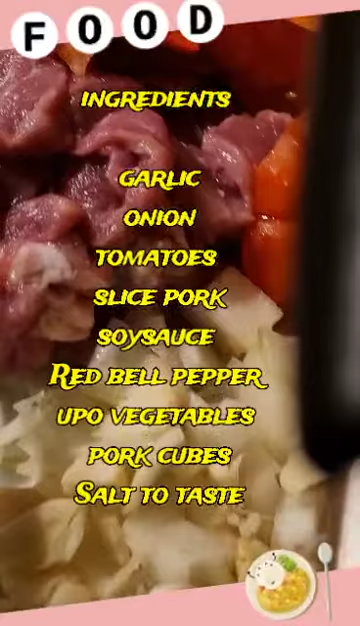 FOOD
INGREDIENTS
GARLIC
ONION
TOMATOES
SLICE PORK
SOYSAUCE
RED BELL PEPPER
UPO VEGETABLES
PORK CUBES
SALT TO TASTE